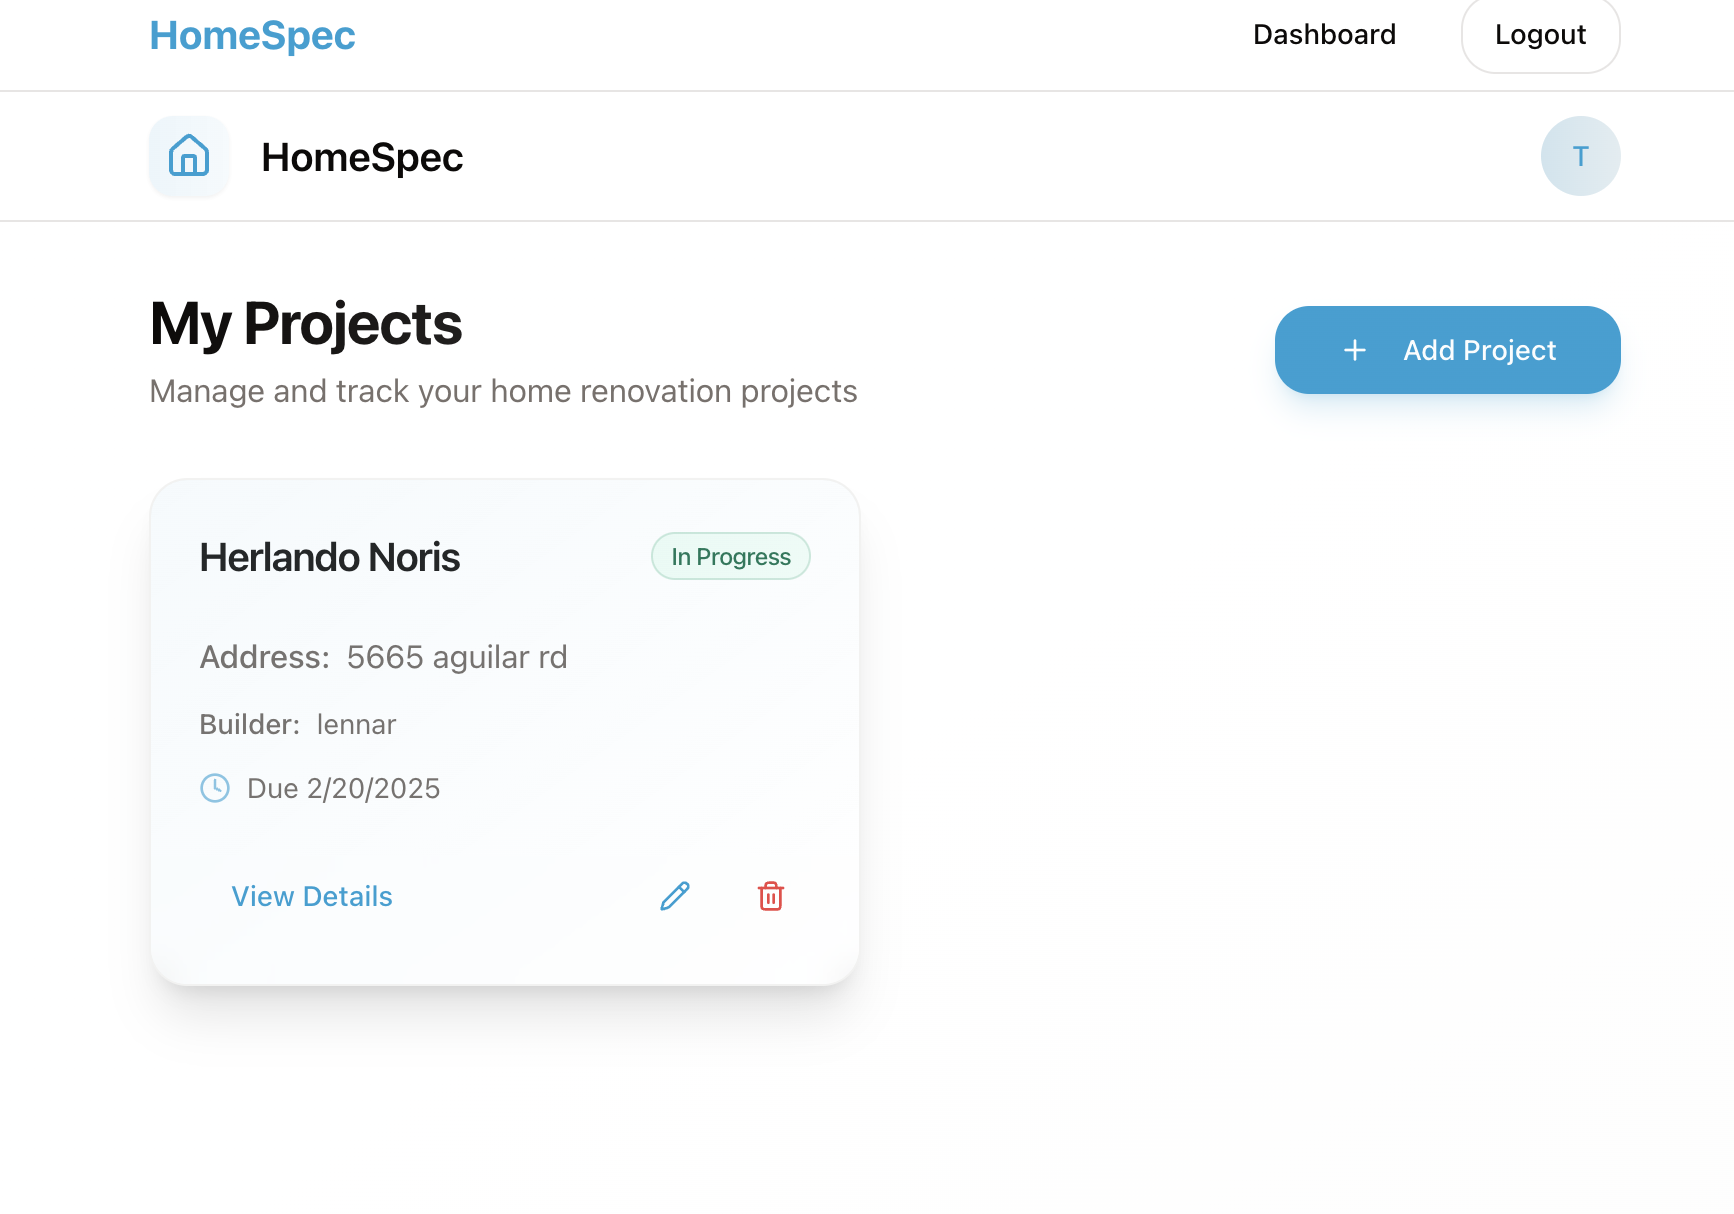 HomeSpec
Dashboard
Logout
HomeSpec
T
My Projects
Manage and track your home renovation projects
+ Add Project
Herlando Noris
In Progress
Address: 5665 aguilar rd
Builder: lennar
Due 2/20/2025
View Details